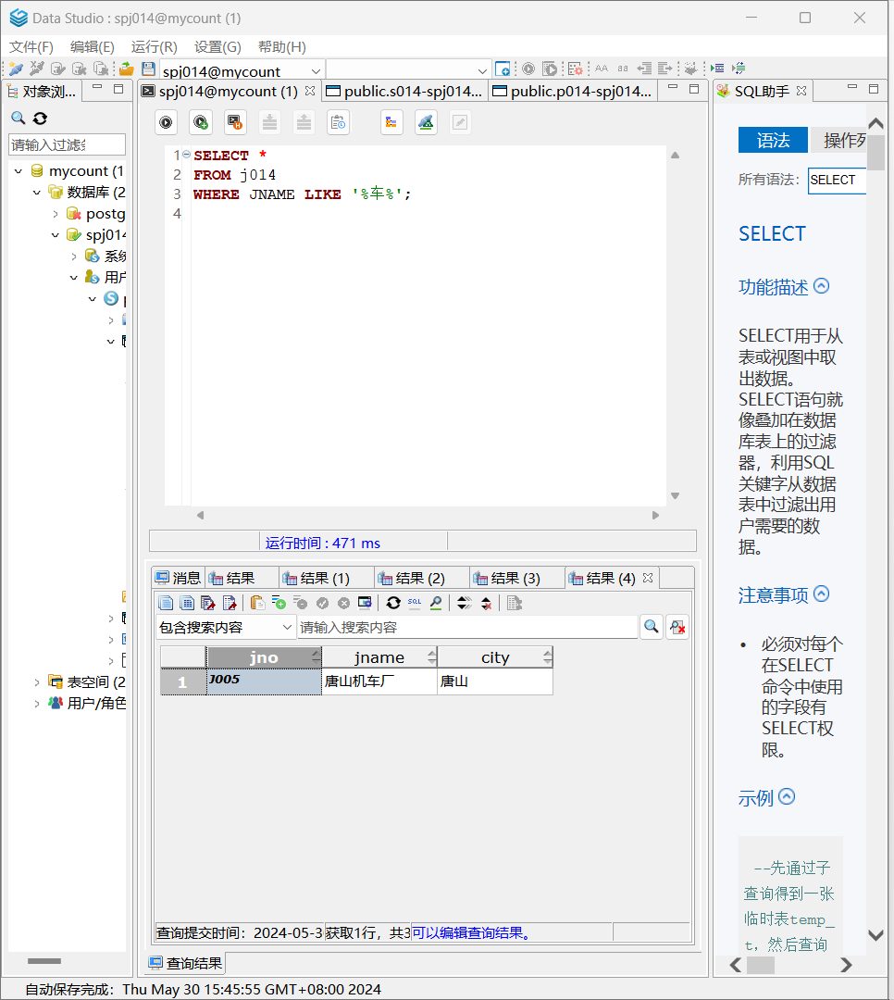 Data Studio : spj014@mycount (1)
文件(F) 编辑(E) 运行(R) 设置(G) 帮助(H)
spj014@mycount
对象浏...
spj014@mycount (1)
public.s014-spj014...
public.p014-spj014...
SQL助手
请输入过滤
mycount (1
数据库 (2
postg
spj014
系统
用户
表空间 (2
用户/角色
1 SELECT *
2 FROM j014
3 WHERE JNAME LIKE '%车%';
4
运行时间 : 471 ms
消息 结果 结果 (1) 结果 (2) 结果 (3) 结果 (4)
包含搜索内容 请输入搜索内容
jno jname city
1 J005 唐山机车厂 唐山
查询提交时间：2024-05-3 获取1行，共 可以编辑查询结果。
查询结果
语法 操作列
所有语法： SELECT
SELECT
功能描述
SELECT用于从
表或视图中取
出数据。
SELECT语句就
像叠加在数据
库表上的过滤
器，利用SQL
关键字从数据
表中过滤出用
户需要的数
据。
注意事项
• 必须对每个
在SELECT
命令中使用
的字段有
SELECT权
限。
示例
--先通过子
查询得到一张
临时表temp_
t，然后查询
自动保存完成：Thu May 30 15:45:55 GMT+08:00 2024